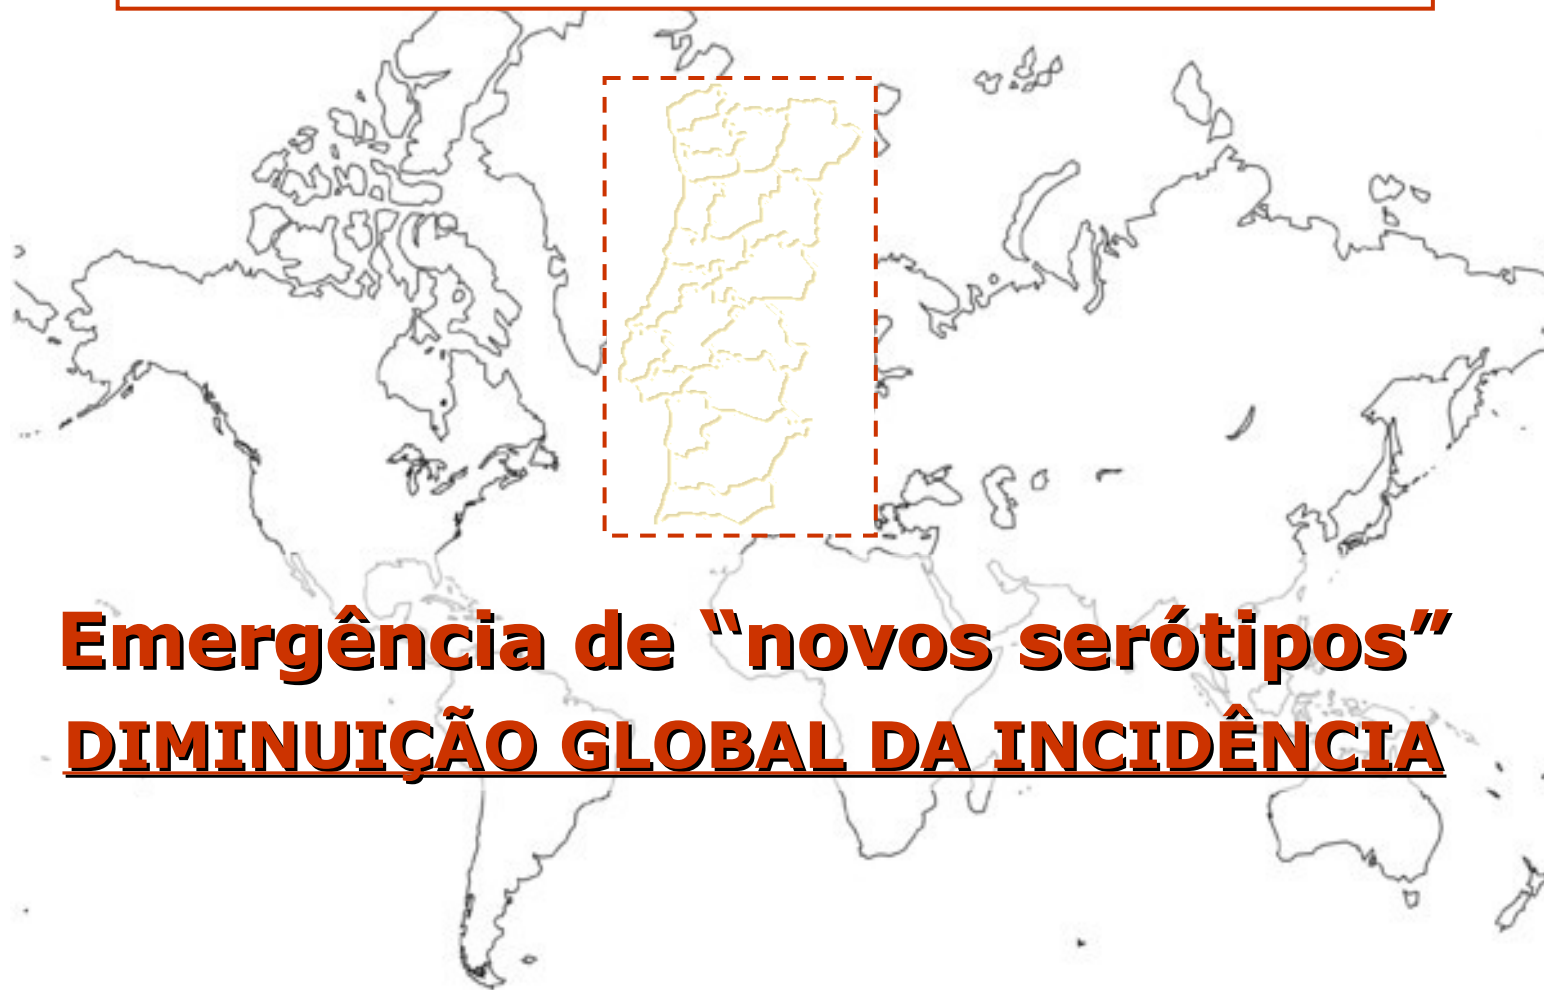 Emergência de “novos serótipos”
DIMINUIÇÃO GLOBAL DA INCIDÊNCIA